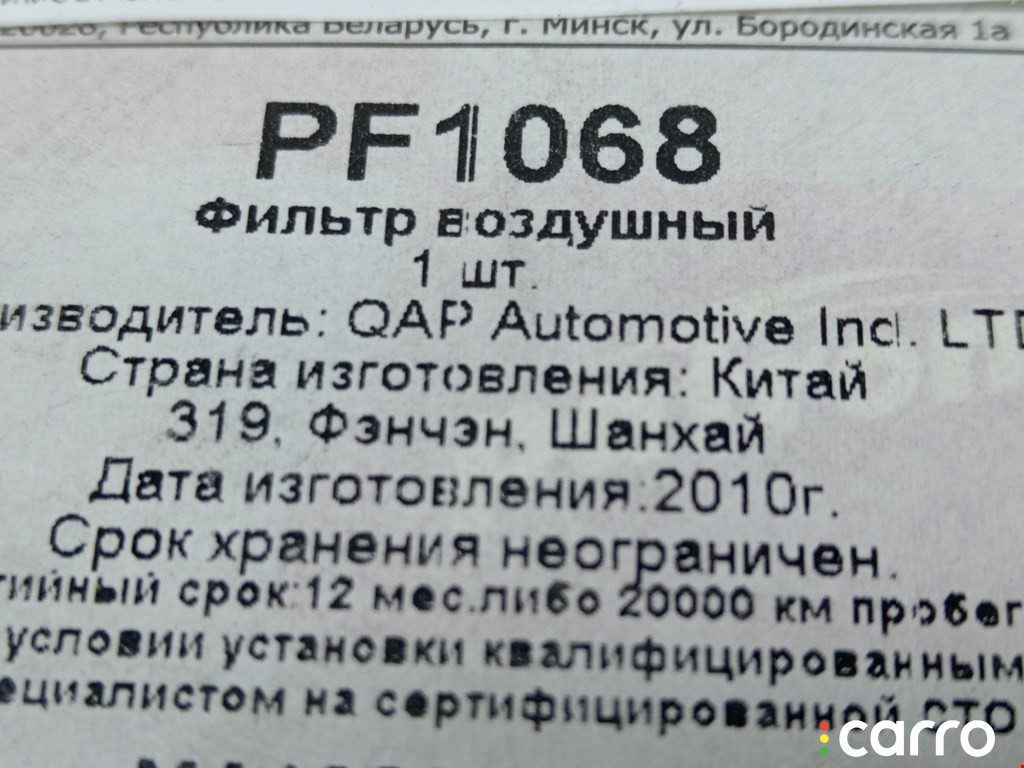 Республика Беларусь, г. Минск, ул. Бородинская 1а
PF1068
Фильтр воздушный
1 шт.
изводитель: QAP Automotive Incl. LTD
Страна изготовления: Китай
319, Фэнчэн, Шанхай
Дата изготовления:2010г.
Срок хранения неограничен.
тийный срок:12 мес.либо 20000 км пробег
условии установки квалифицированным
ециалистом на сертифицированной СТО
carro